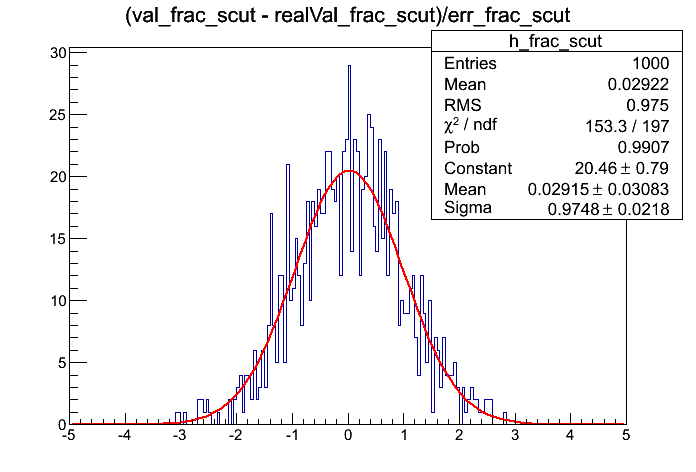 (val_frac_scut - realVal_frac_scut)/err_frac_scut
h_frac_scut
Entries 1000
Mean 0.02922
RMS 0.975
χ² / ndf 153.3 / 197
Prob 0.9907
Constant 20.46 ± 0.79
Mean 0.02915 ± 0.03083
Sigma 0.9748 ± 0.0218
30
25
20
15
10
5
0
-5 -4 -3 -2 -1 0 1 2 3 4 5